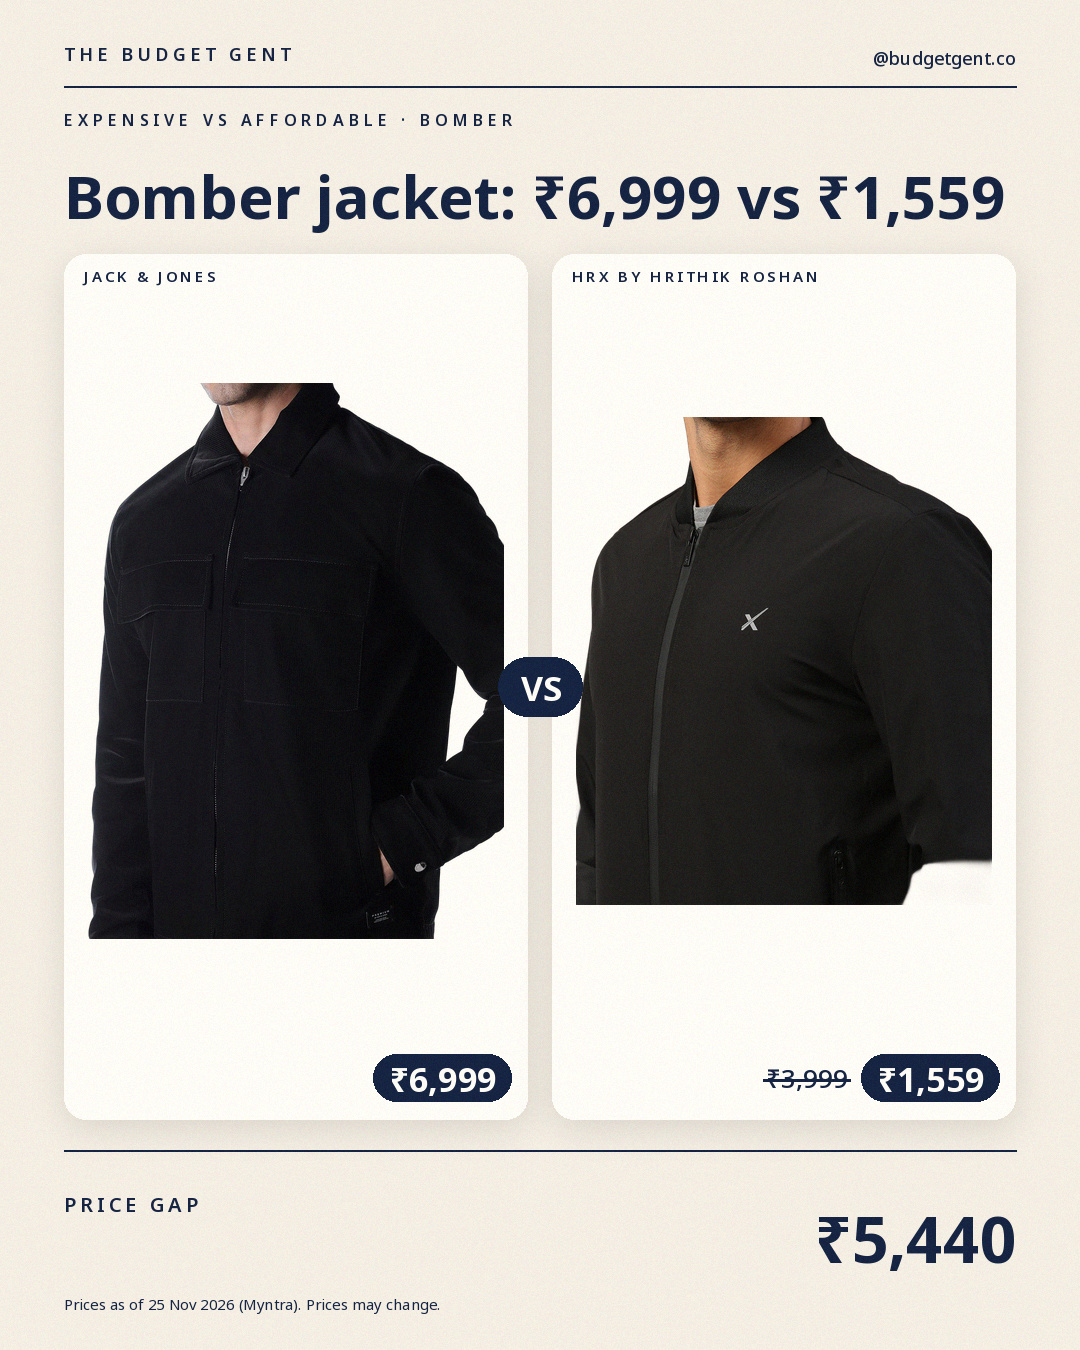 THE BUDGET GENT
@budgetgent.co
EXPENSIVE VS AFFORDABLE · BOMBER
Bomber jacket: ₹6,999 vs ₹1,559
JACK & JONES
HRX BY HRITHIK ROSHAN
VS
₹6,999
₹3,999 ₹1,559
PRICE GAP
₹5,440
Prices as of 25 Nov 2026 (Myntra). Prices may change.